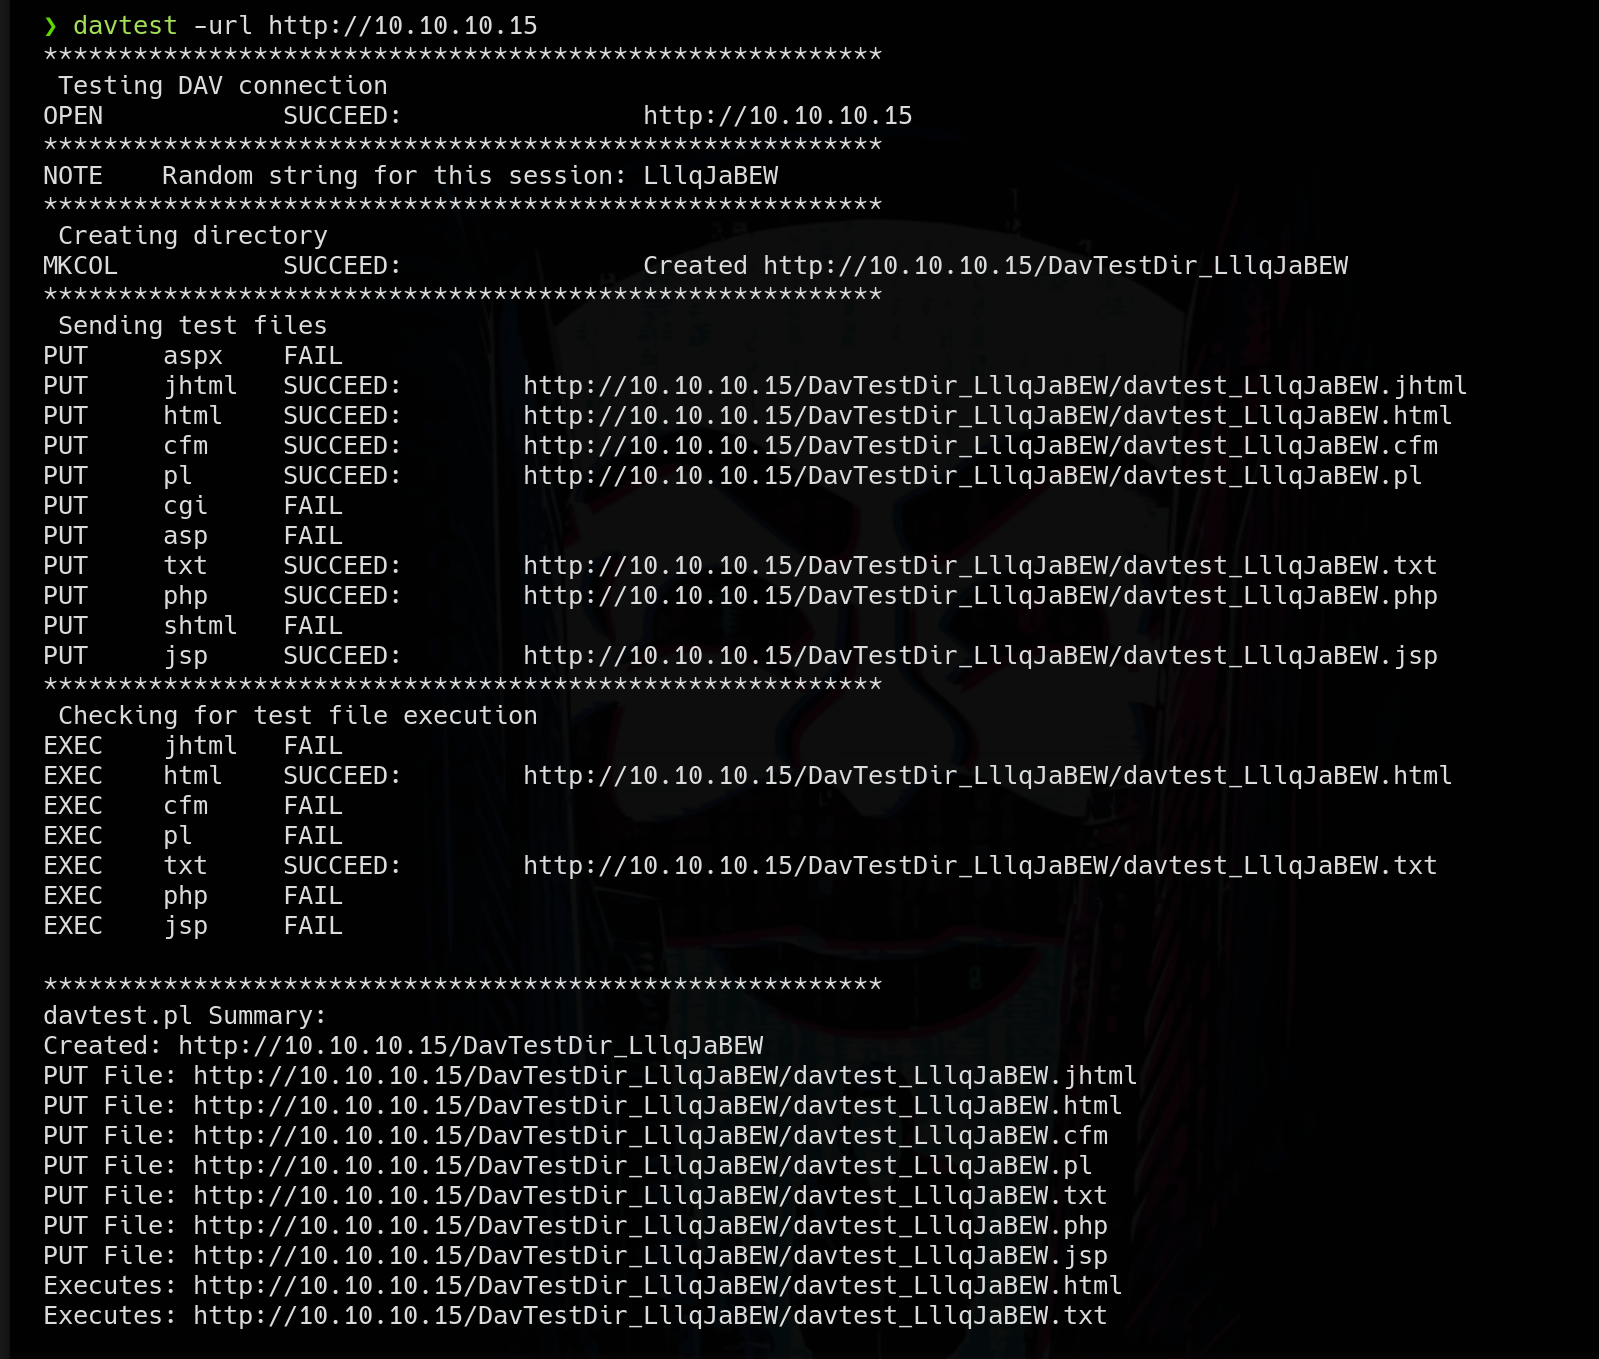 ❯ davtest -url http://10.10.10.15
********************************************************
 Testing DAV connection
OPEN            SUCCEED:                http://10.10.10.15
********************************************************
NOTE    Random string for this session: LllqJaBEW
********************************************************
 Creating directory
MKCOL           SUCCEED:                Created http://10.10.10.15/DavTestDir_LllqJaBEW
********************************************************
 Sending test files
PUT     aspx    FAIL
PUT     jhtml   SUCCEED:        http://10.10.10.15/DavTestDir_LllqJaBEW/davtest_LllqJaBEW.jhtml
PUT     html    SUCCEED:        http://10.10.10.15/DavTestDir_LllqJaBEW/davtest_LllqJaBEW.html
PUT     cfm     SUCCEED:        http://10.10.10.15/DavTestDir_LllqJaBEW/davtest_LllqJaBEW.cfm
PUT     pl      SUCCEED:        http://10.10.10.15/DavTestDir_LllqJaBEW/davtest_LllqJaBEW.pl
PUT     cgi     FAIL
PUT     asp     FAIL
PUT     txt     SUCCEED:        http://10.10.10.15/DavTestDir_LllqJaBEW/davtest_LllqJaBEW.txt
PUT     php     SUCCEED:        http://10.10.10.15/DavTestDir_LllqJaBEW/davtest_LllqJaBEW.php
PUT     shtml   FAIL
PUT     jsp     SUCCEED:        http://10.10.10.15/DavTestDir_LllqJaBEW/davtest_LllqJaBEW.jsp
********************************************************
 Checking for test file execution
EXEC    jhtml   FAIL
EXEC    html    SUCCEED:        http://10.10.10.15/DavTestDir_LllqJaBEW/davtest_LllqJaBEW.html
EXEC    cfm     FAIL
EXEC    pl      FAIL
EXEC    txt     SUCCEED:        http://10.10.10.15/DavTestDir_LllqJaBEW/davtest_LllqJaBEW.txt
EXEC    php     FAIL
EXEC    jsp     FAIL

********************************************************
davtest.pl Summary:
Created: http://10.10.10.15/DavTestDir_LllqJaBEW
PUT File: http://10.10.10.15/DavTestDir_LllqJaBEW/davtest_LllqJaBEW.jhtml
PUT File: http://10.10.10.15/DavTestDir_LllqJaBEW/davtest_LllqJaBEW.html
PUT File: http://10.10.10.15/DavTestDir_LllqJaBEW/davtest_LllqJaBEW.cfm
PUT File: http://10.10.10.15/DavTestDir_LllqJaBEW/davtest_LllqJaBEW.pl
PUT File: http://10.10.10.15/DavTestDir_LllqJaBEW/davtest_LllqJaBEW.txt
PUT File: http://10.10.10.15/DavTestDir_LllqJaBEW/davtest_LllqJaBEW.php
PUT File: http://10.10.10.15/DavTestDir_LllqJaBEW/davtest_LllqJaBEW.jsp
Executes: http://10.10.10.15/DavTestDir_LllqJaBEW/davtest_LllqJaBEW.html
Executes: http://10.10.10.15/DavTestDir_LllqJaBEW/davtest_LllqJaBEW.txt